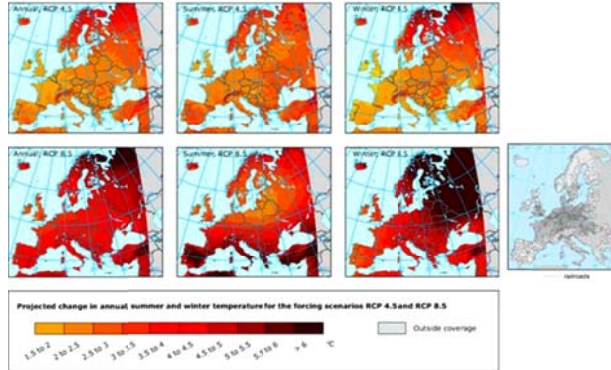 Annual, RCP 4.5
Summer, RCP 4.5
Winter, RCP 4.5
Annual, RCP 8.5
Summer, RCP 8.5
Winter, RCP 8.5
railroads
Projected change in annual summer and winter temperature for the forcing scenarios RCP 4.5 and RCP 8.5
1.5 to 2
2 to 2.5
2.5 to 3
3 to 3.5
3.5 to 4
4 to 4.5
4.5 to 5
5 to 5.5
> 6
°C
Outside coverage